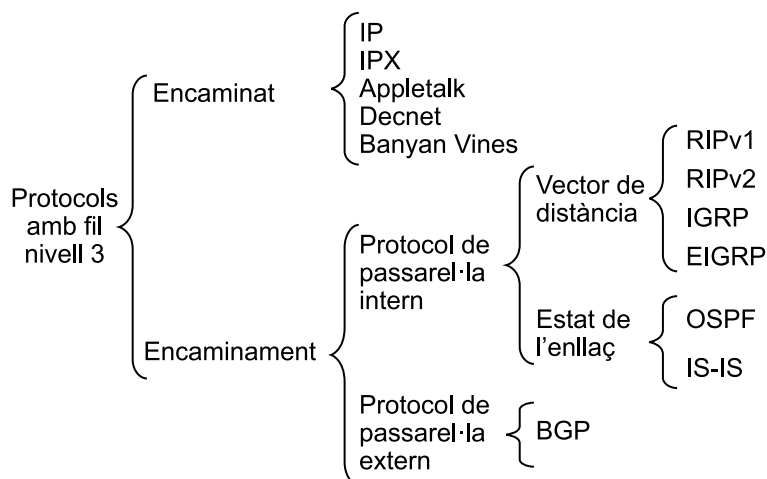 Protocols
amb fil
nivell 3
Encaminat
IP
IPX
Appletalk
Decnet
Banyan Vines
Encaminament
Protocol de
passarel·la
intern
Vector de
distància
RIPv1
RIPv2
IGRP
EIGRP
Estat de
l'enllaç
OSPF
IS-IS
Protocol de
passarel·la
extern
BGP